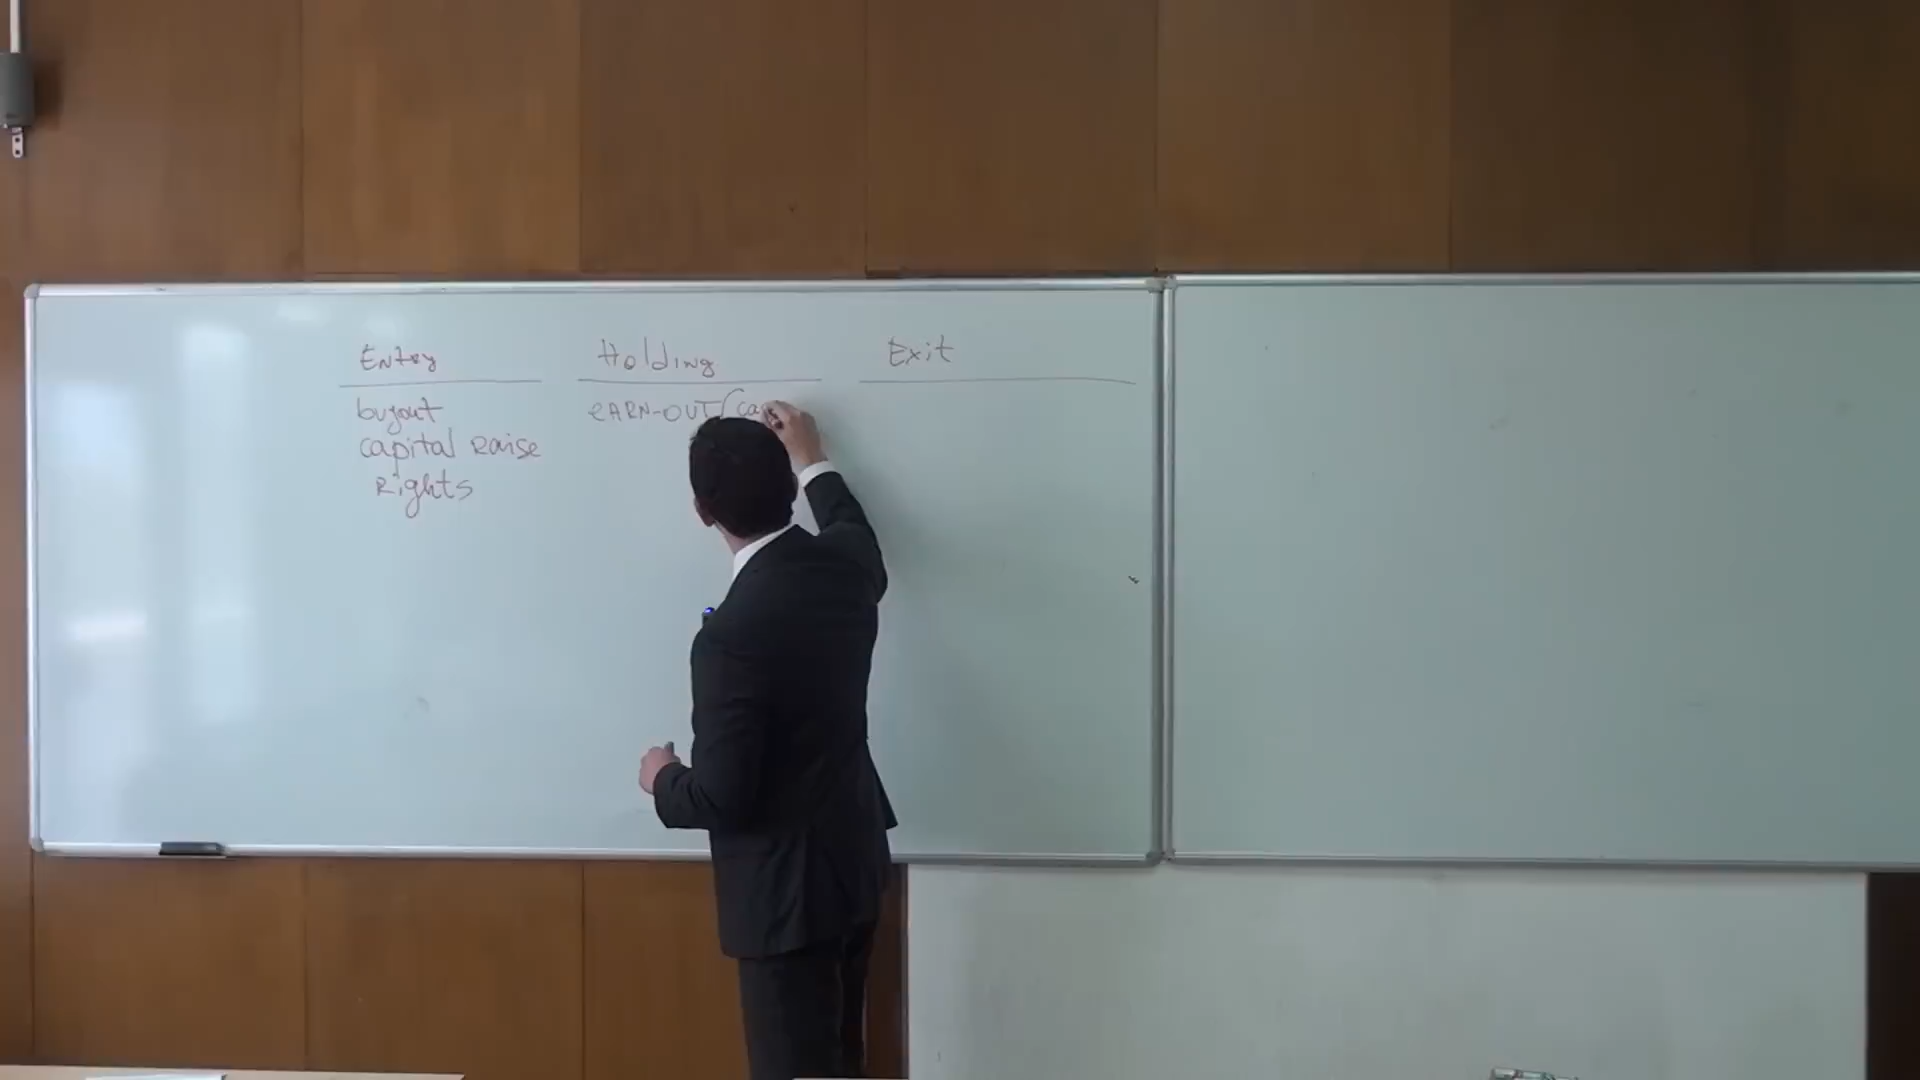 Entry
Holding
Exit
buyout
capital Raise
Rights
eARN-OUT